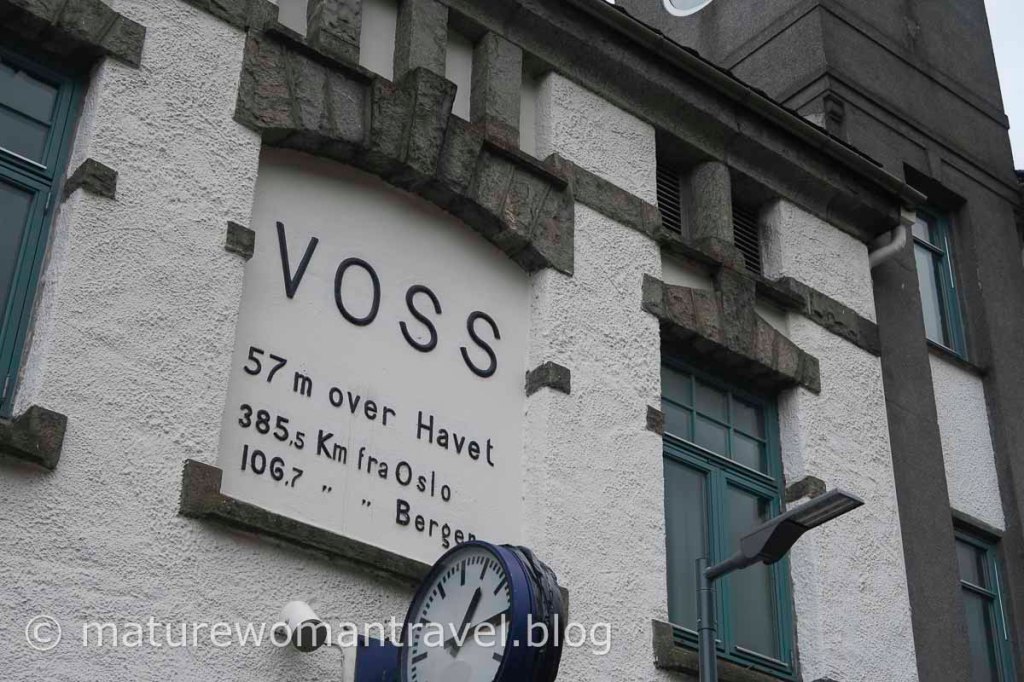 VOSS
57 m over Havet
385,5 Km fra Oslo
106.7 " " Bergen
© maturewomantravel.blog